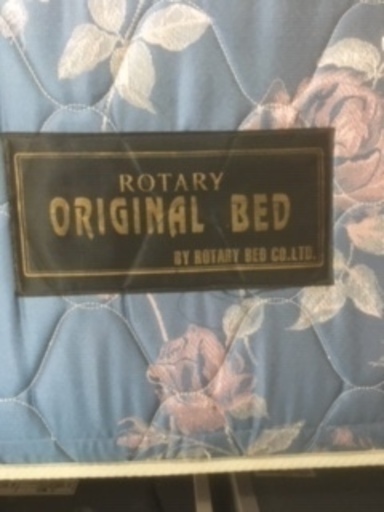 ROTARY
ORIGINAL BED
BY ROTARY BED CO.LTD.